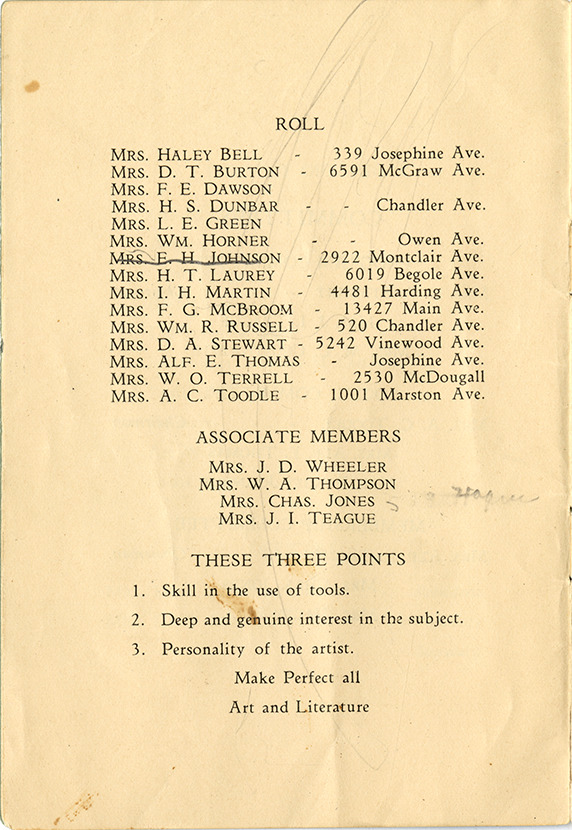 ROLL
MRS. HALEY BELL - 339 Josephine Ave.
MRS. D. T. BURTON - 6591 McGraw Ave.
MRS. F. E. DAWSON
MRS. H. S. DUNBAR - - Chandler Ave.
MRS. L. E. GREEN
MRS. WM. HORNER - - Owen Ave.
MRS. E. H. JOHNSON - 2922 Montclair Ave.
MRS. H. T. LAUREY - 6019 Begole Ave.
MRS. I. H. MARTIN - 4481 Harding Ave.
MRS. F. G. MCBROOM - 13427 Main Ave.
MRS. WM. R. RUSSELL - 520 Chandler Ave.
MRS. D. A. STEWART - 5242 Vinewood Ave.
MRS. ALF. E. THOMAS - Josephine Ave.
MRS. W. O. TERRELL - 2530 McDougall
MRS. A. C. TOODLE - 1001 Marston Ave.
ASSOCIATE MEMBERS
MRS. J. D. WHEELER
MRS. W. A. THOMPSON
MRS. CHAS. JONES
MRS. J. I. TEAGUE
THESE THREE POINTS
1. Skill in the use of tools.
2. Deep and genuine interest in the subject.
3. Personality of the artist.
Make Perfect all
Art and Literature